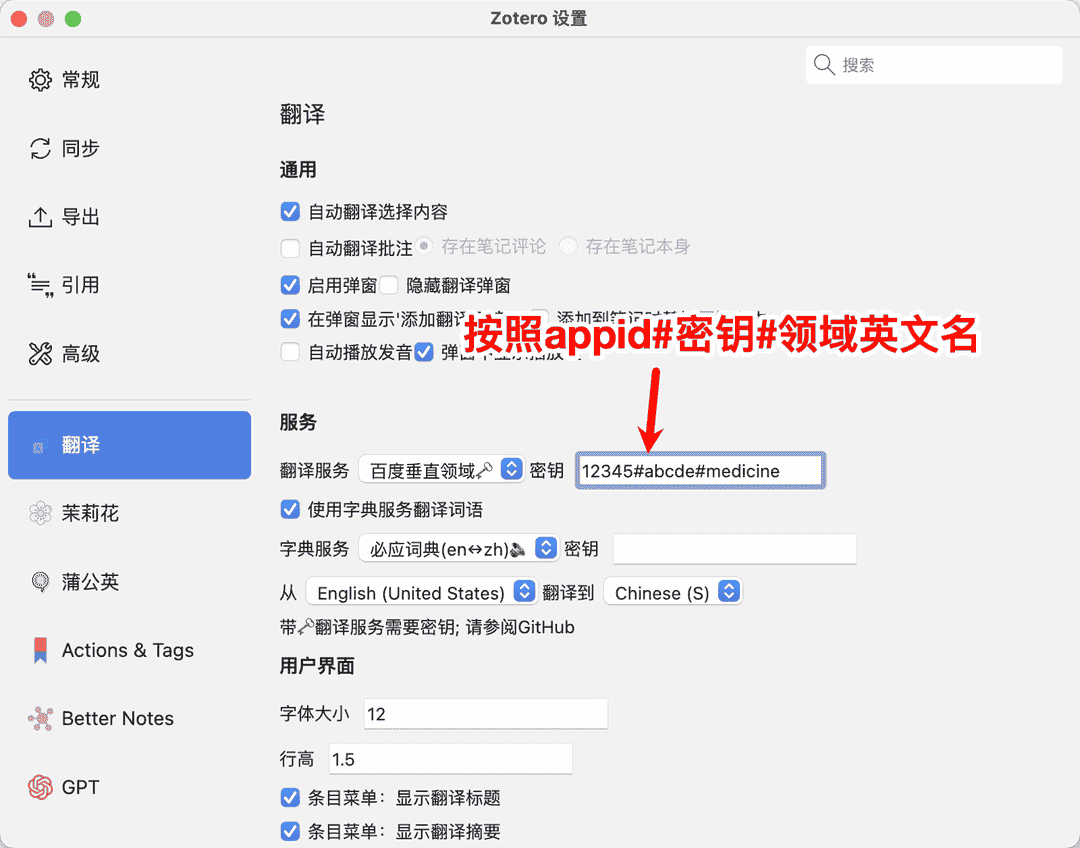 Zotero 设置
搜索
常规
同步
导出
引用
高级
翻译
茉莉花
蒲公英
Actions & Tags
Better Notes
GPT
翻译
通用
自动翻译选择内容
自动翻译批注 存在笔记评论 存在笔记本身
启用弹窗 隐藏翻译弹窗
在弹窗显示'添加翻译
按照appid#密钥#领域英文名
自动播放发音
服务
翻译服务 百度垂直领域🗝 密钥 12345#abcde#medicine
使用字典服务翻译词语
字典服务 必应词典(en↔zh)🔊 密钥
从 English (United States) 翻译到 Chinese (S)
带🗝翻译服务需要密钥; 请参阅GitHub
用户界面
字体大小 12
行高 1.5
条目菜单：显示翻译标题
条目菜单：显示翻译摘要